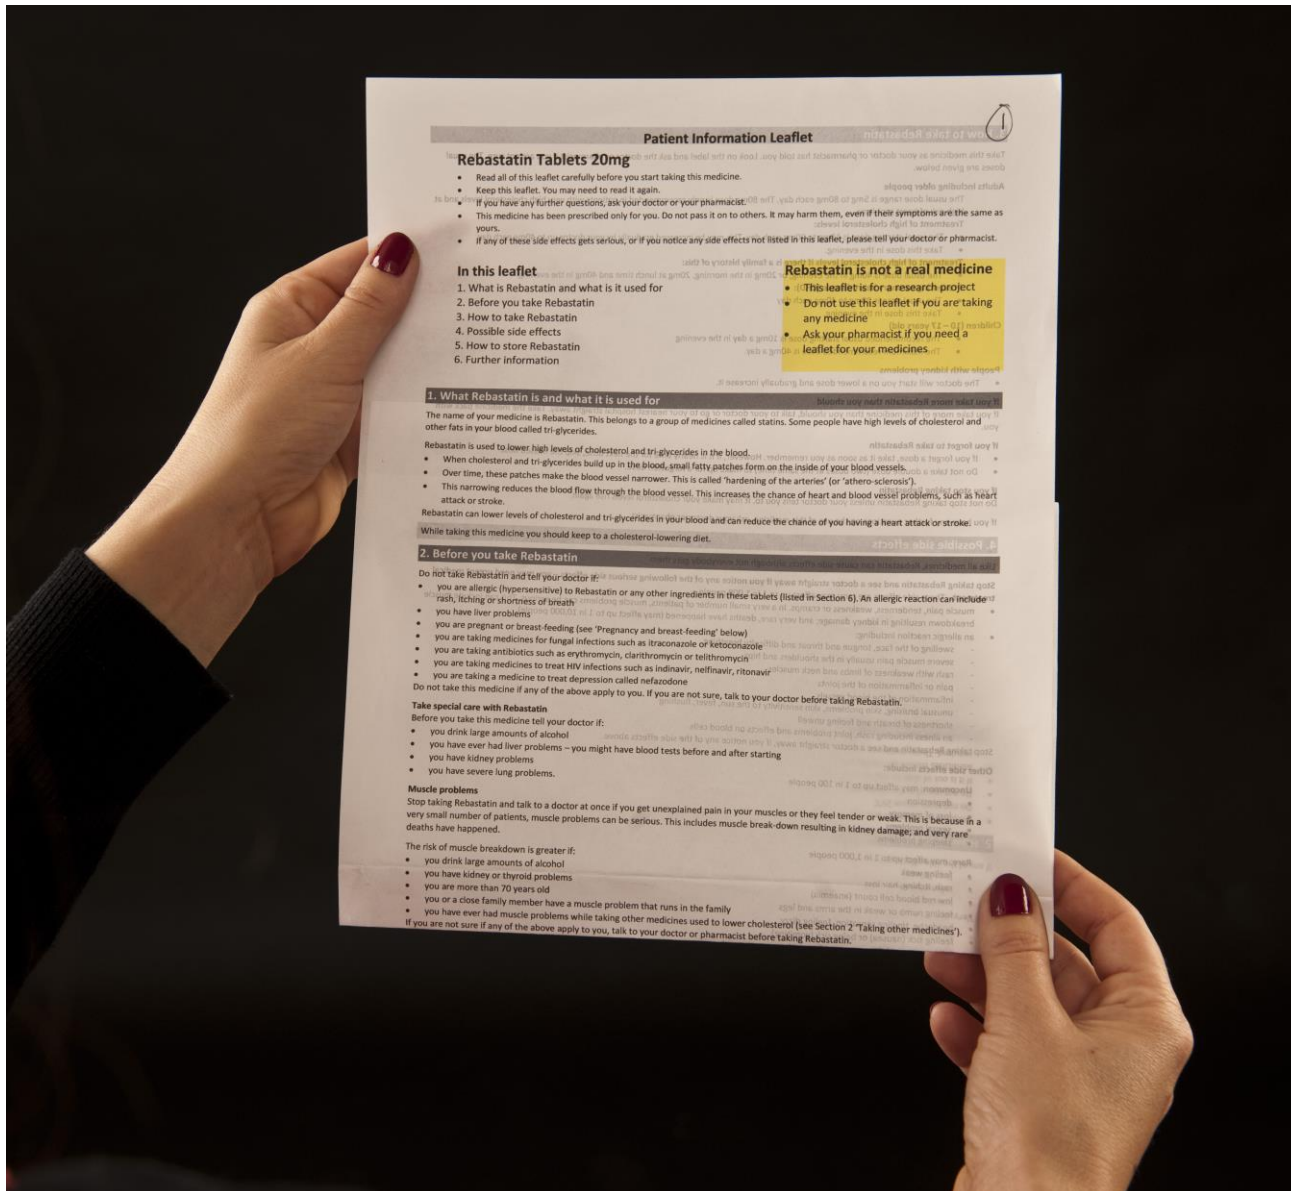 1
Patient Information Leaflet
Rebastatin Tablets 20mg
• Read all of this leaflet carefully before you start taking this medicine.
• Keep this leaflet. You may need to read it again.
• If you have any further questions, ask your doctor or your pharmacist.
• This medicine has been prescribed only for you. Do not pass it on to others. It may harm them, even if their symptoms are the same as
yours.
• If any of these side effects gets serious, or if you notice any side effects not listed in this leaflet, please tell your doctor or pharmacist.
In this leaflet
1. What is Rebastatin and what is it used for
2. Before you take Rebastatin
3. How to take Rebastatin
4. Possible side effects
5. How to store Rebastatin
6. Further information
Rebastatin is not a real medicine
• This leaflet is for a research project
• Do not use this leaflet if you are taking
any medicine
• Ask your pharmacist if you need a
leaflet for your medicines
1. What Rebastatin is and what it is used for
The name of your medicine is Rebastatin. This belongs to a group of medicines called statins. Some people have high levels of cholesterol and
other fats in your blood called tri-glycerides.
Rebastatin is used to lower high levels of cholesterol and tri-glycerides in the blood.
• When cholesterol and tri-glycerides build up in the blood, small fatty patches form on the inside of your blood vessels.
• Over time, these patches make the blood vessel narrower. This is called 'hardening of the arteries' (or 'athero-sclerosis').
• This narrowing reduces the blood flow through the blood vessel. This increases the chance of heart and blood vessel problems, such as heart
attack or stroke.
Rebastatin can lower levels of cholesterol and tri-glycerides in your blood and can reduce the chance of you having a heart attack or stroke.
While taking this medicine you should keep to a cholesterol-lowering diet.
2. Before you take Rebastatin
Do not take Rebastatin and tell your doctor if:
• you are allergic (hypersensitive) to Rebastatin or any other ingredients in these tablets (listed in Section 6). An allergic reaction can include
rash, itching or shortness of breath
• you have liver problems
• you are pregnant or breast-feeding (see 'Pregnancy and breast-feeding' below)
• you are taking medicines for fungal infections such as itraconazole or ketoconazole
• you are taking antibiotics such as erythromycin, clarithromycin or telithromycin
• you are taking medicines to treat HIV infections such as indinavir, nelfinavir, ritonavir
• you are taking a medicine to treat depression called nefazodone
Do not take this medicine if any of the above apply to you. If you are not sure, talk to your doctor before taking Rebastatin.
Take special care with Rebastatin
Before you take this medicine tell your doctor if:
• you drink large amounts of alcohol
• you have ever had liver problems – you might have blood tests before and after starting
• you have kidney problems
• you have severe lung problems.
Muscle problems
Stop taking Rebastatin and talk to a doctor at once if you get unexplained pain in your muscles or they feel tender or weak. This is because in a
very small number of patients, muscle problems can be serious. This includes muscle break-down resulting in kidney damage; and very rare
deaths have happened.
The risk of muscle breakdown is greater if:
• you drink large amounts of alcohol
• you have kidney or thyroid problems
• you are more than 70 years old
• you or a close family member have a muscle problem that runs in the family
• you have ever had muscle problems while taking other medicines used to lower cholesterol (see Section 2 'Taking other medicines').
If you are not sure if any of the above apply to you, talk to your doctor or pharmacist before taking Rebastatin.